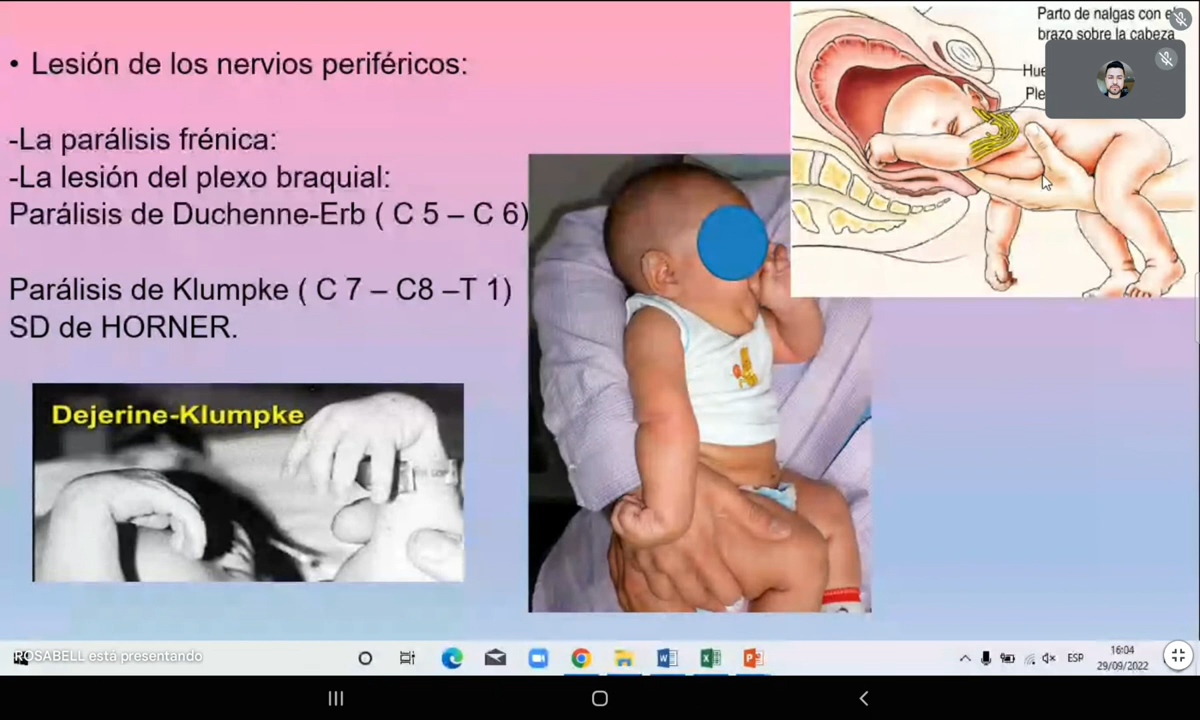 • Lesión de los nervios periféricos:
-La parálisis frénica:
-La lesión del plexo braquial:
Parálisis de Duchenne-Erb ( C 5 – C 6)
Parálisis de Klumpke ( C 7 – C8 –T 1)
SD de HORNER.
Dejerine-Klumpke
Parto de nalgas con el
brazo sobre la cabeza
Hue
Ple
ROSABELL está presentando
ESP
16:04
29/09/2022